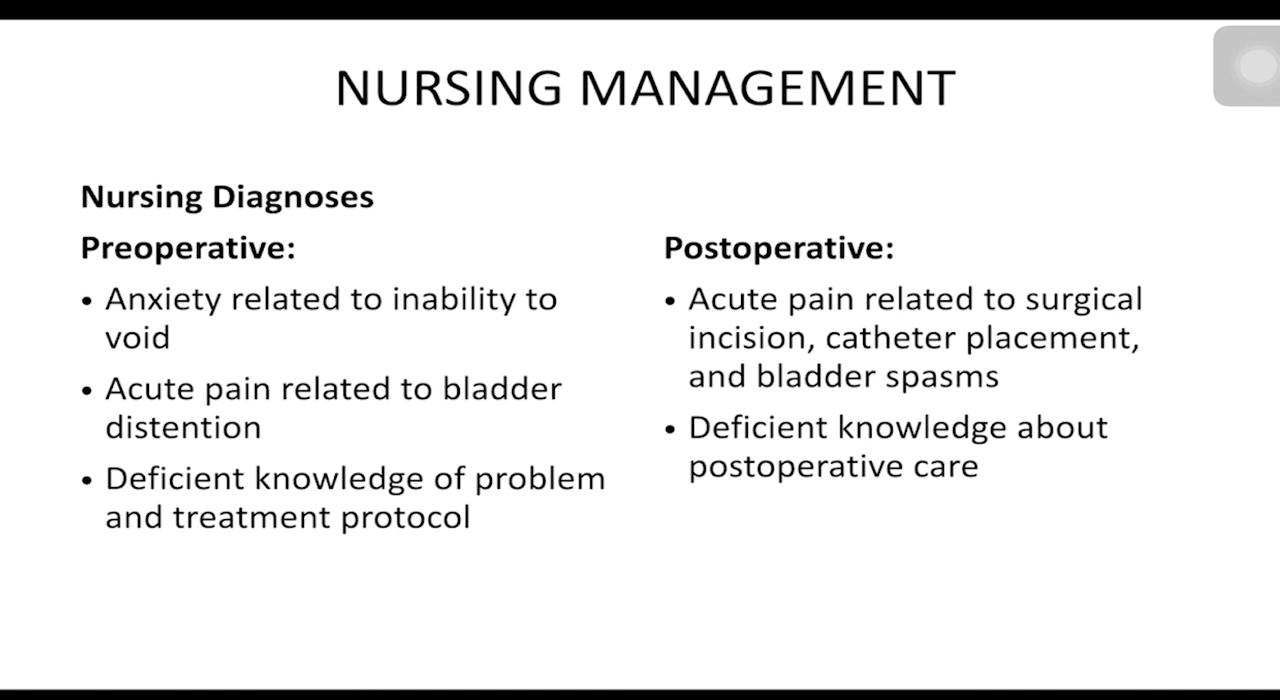 NURSING MANAGEMENT
Nursing Diagnoses
Preoperative:
• Anxiety related to inability to
void
• Acute pain related to bladder
distention
• Deficient knowledge of problem
and treatment protocol
Postoperative:
• Acute pain related to surgical
incision, catheter placement,
and bladder spasms
• Deficient knowledge about
postoperative care